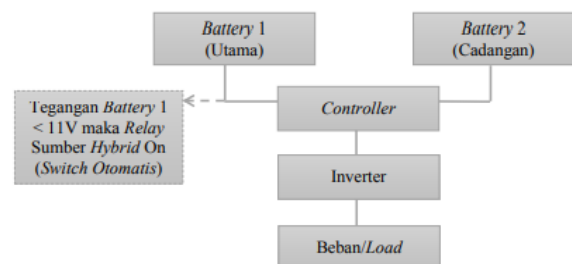 Battery 1
(Utama)
Battery 2
(Cadangan)
Tegangan Battery 1
< 11V maka Relay
Sumber Hybrid On
(Switch Otomatis)
Controller
Inverter
Beban/Load